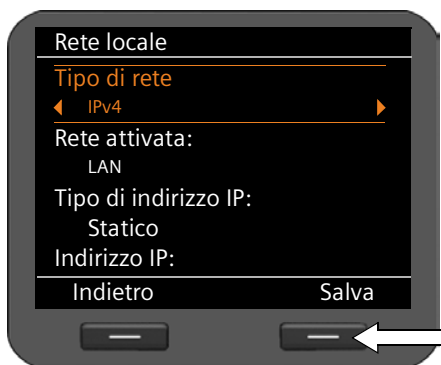 Rete locale
Tipo di rete
IPv4
Rete attivata:
LAN
Tipo di indirizzo IP:
Statico
Indirizzo IP:
Indietro Salva